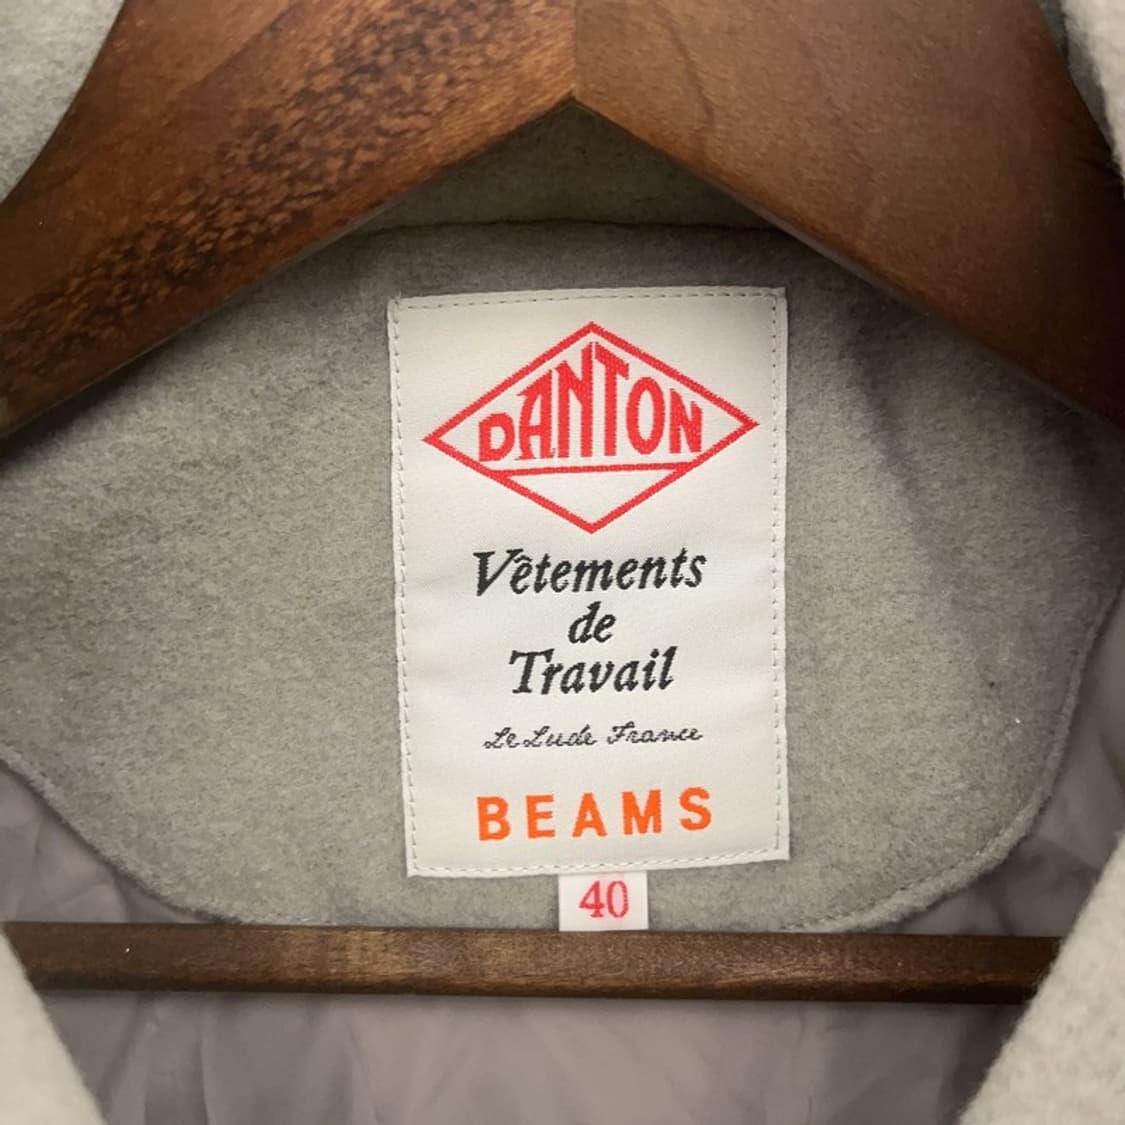 DANTON
Vêtements
de
Travail
Le Lude France
BEAMS
40